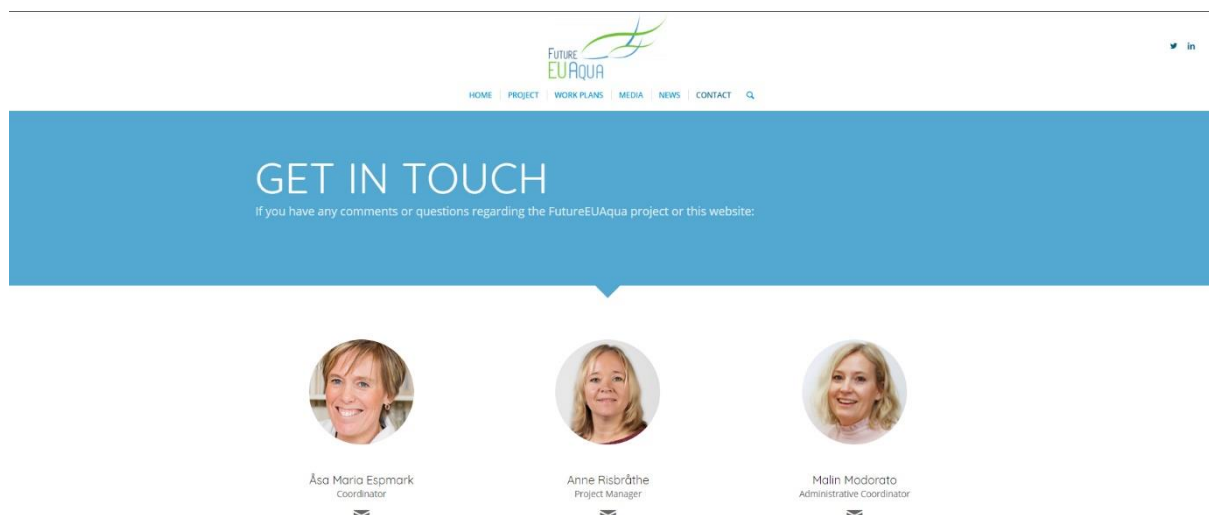 FUTURE
EUAQUA
in
HOME PROJECT WORK PLANS MEDIA NEWS CONTACT
GET IN TOUCH
If you have any comments or questions regarding the FutureEUAqua project or this website:
Åsa Maria Espmark
Coordinator
Anne Risbråthe
Project Manager
Malin Modorato
Administrative Coordinator